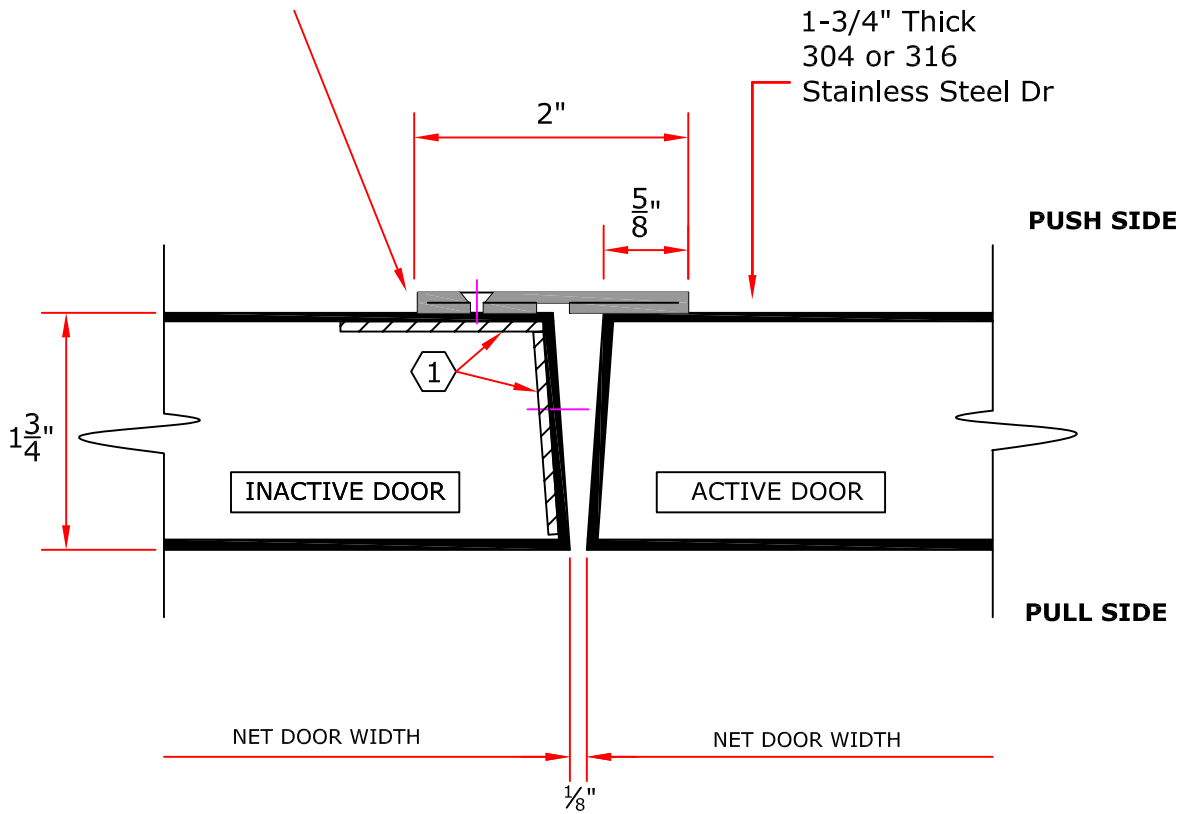 1-3/4" Thick
304 or 316
Stainless Steel Dr
2"
5/8"
PUSH SIDE
1
1 3/4"
INACTIVE DOOR
ACTIVE DOOR
PULL SIDE
NET DOOR WIDTH
NET DOOR WIDTH
1/8"